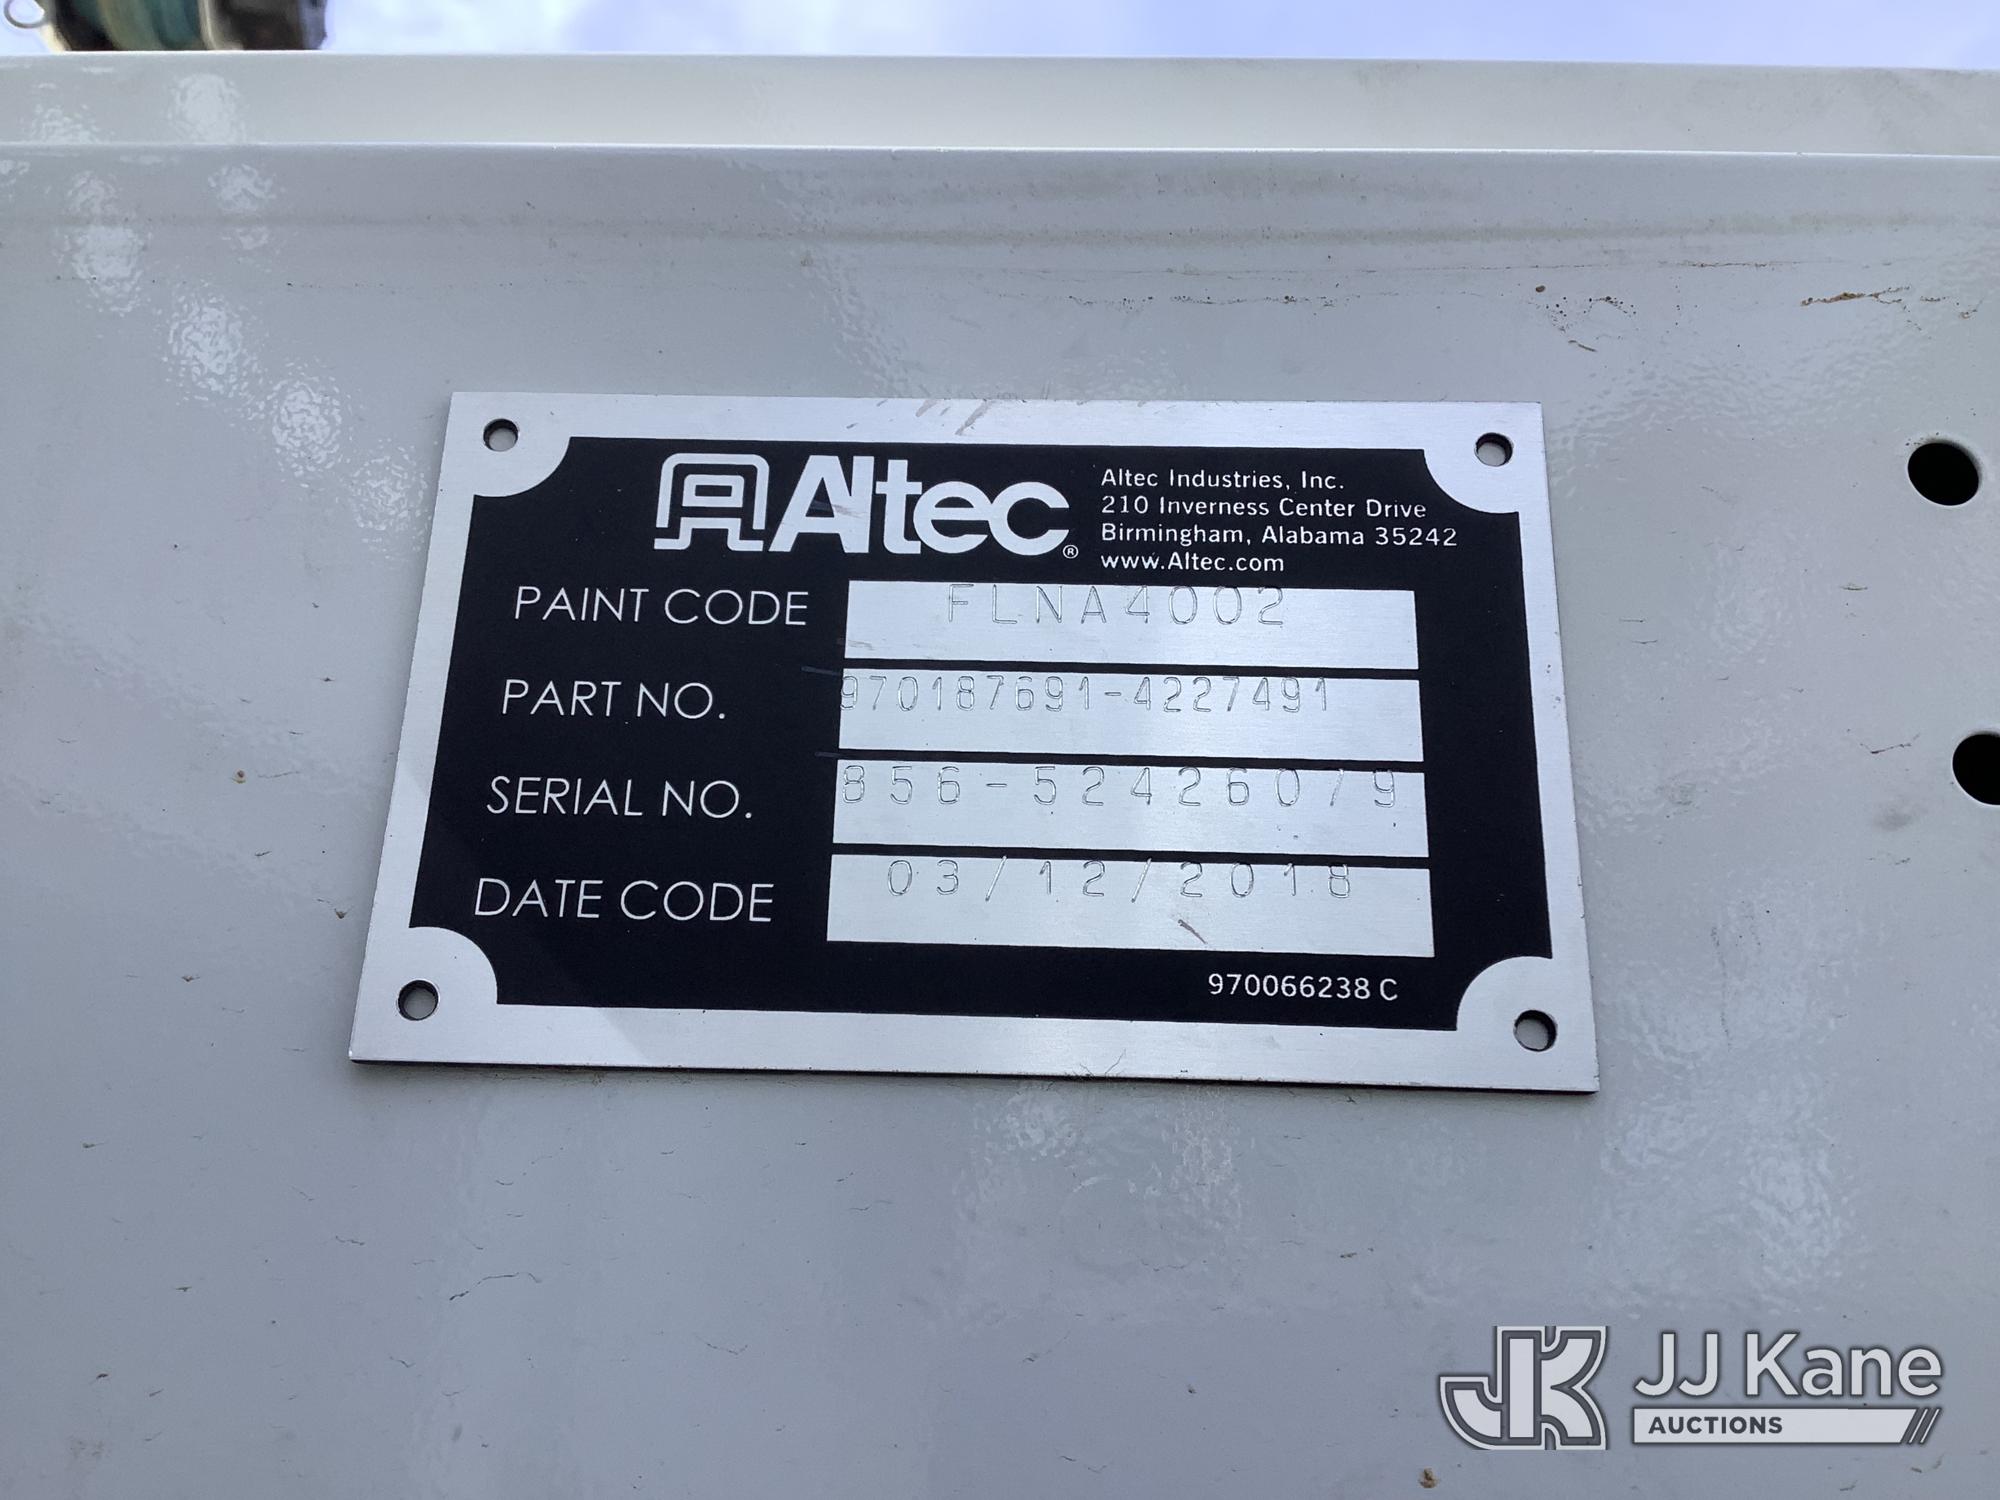 Altec®
Altec Industries, Inc.
210 Inverness Center Drive
Birmingham, Alabama 35242
www.Altec.com
PAINT CODE FLNA4002
PART NO. 970187691-4227491
SERIAL NO. 856-52426079
DATE CODE 03/12/2018
970066238 C
JK JJ Kane
AUCTIONS